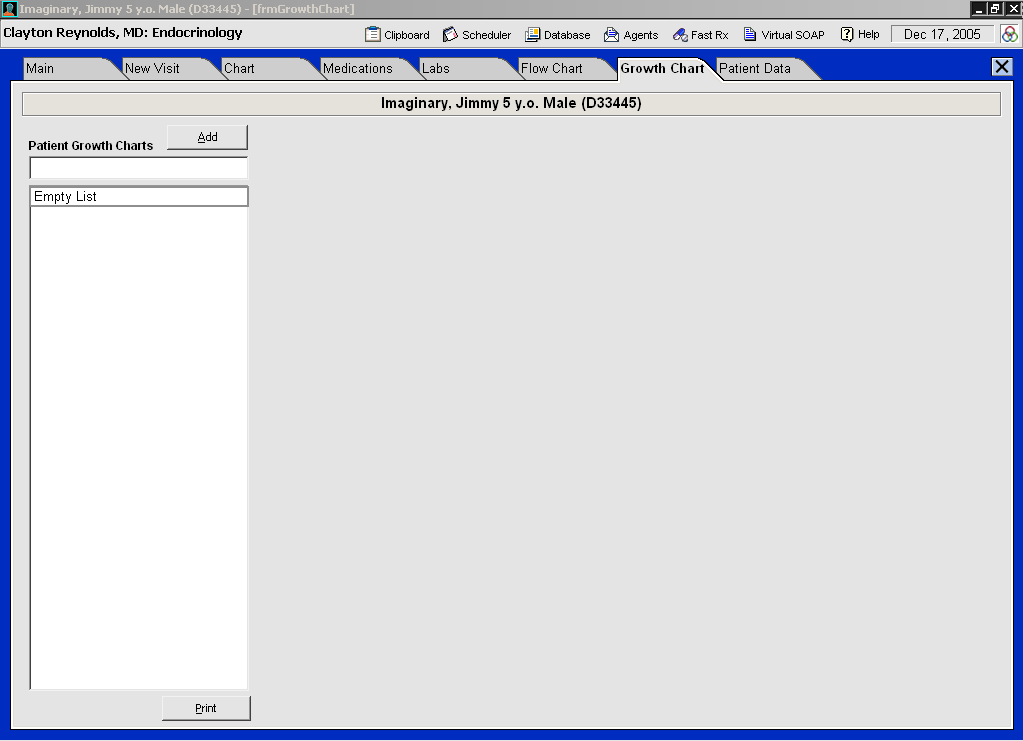 Imaginary, Jimmy 5 y.o. Male (D33445) - [frmGrowthChart]
Clayton Reynolds, MD: Endocrinology Clipboard Scheduler Database Agents Fast Rx Virtual SOAP Help Dec 17, 2005
Main New Visit Chart Medications Labs Flow Chart Growth Chart Patient Data
Imaginary, Jimmy 5 y.o. Male (D33445)
Patient Growth Charts Add
Empty List
Print